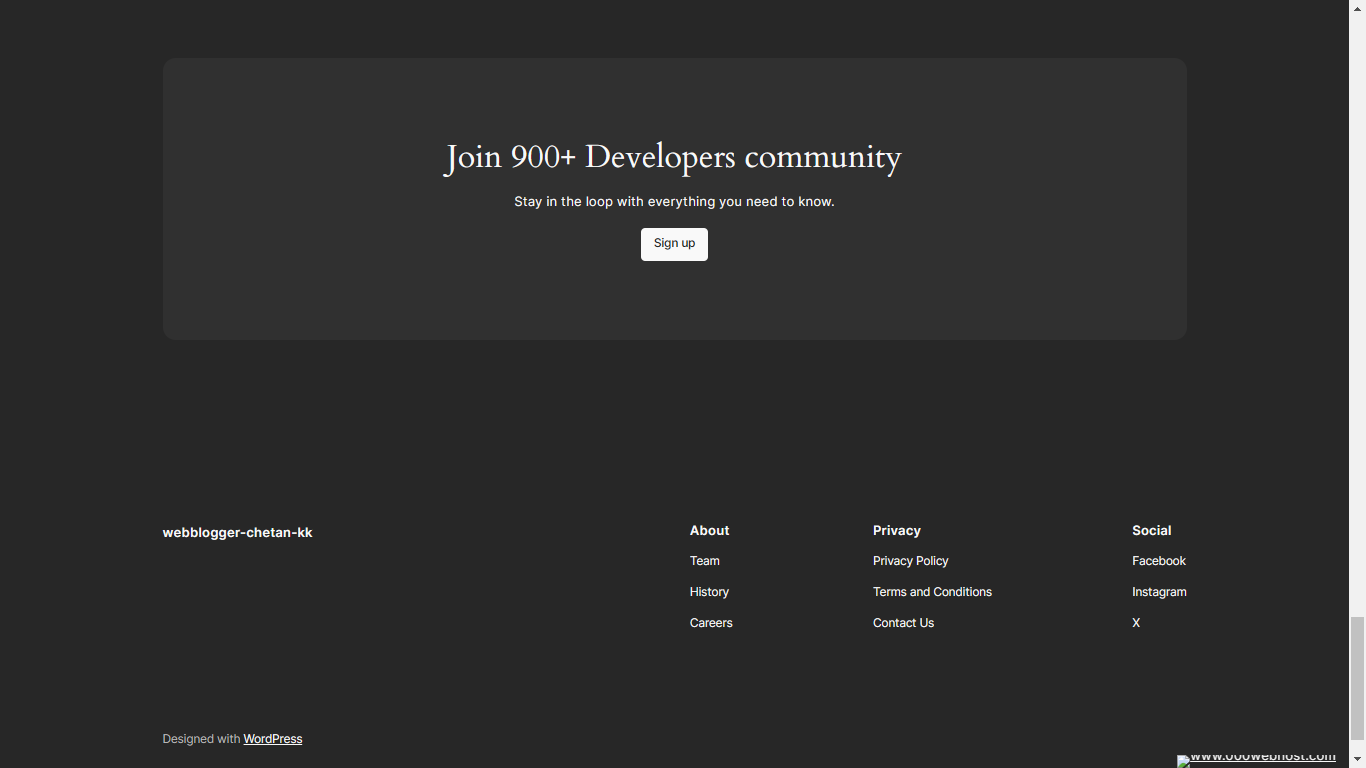 Join 900+ Developers community
Stay in the loop with everything you need to know.
Sign up
webblogger-chetan-kk
About
Team
History
Careers
Privacy
Privacy Policy
Terms and Conditions
Contact Us
Social
Facebook
Instagram
X
Designed with WordPress
www.000webhost.com